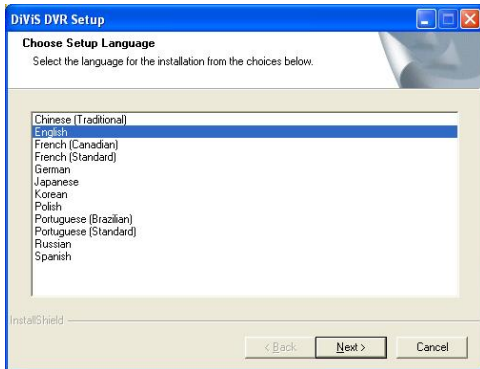 DiViS DVR Setup
Choose Setup Language
Select the language for the installation from the choices below.
Chinese (Traditional)
English
French (Canadian)
French (Standard)
German
Japanese
Korean
Polish
Portuguese (Brazilian)
Portuguese (Standard)
Russian
Spanish
InstallShield
< Back Next > Cancel